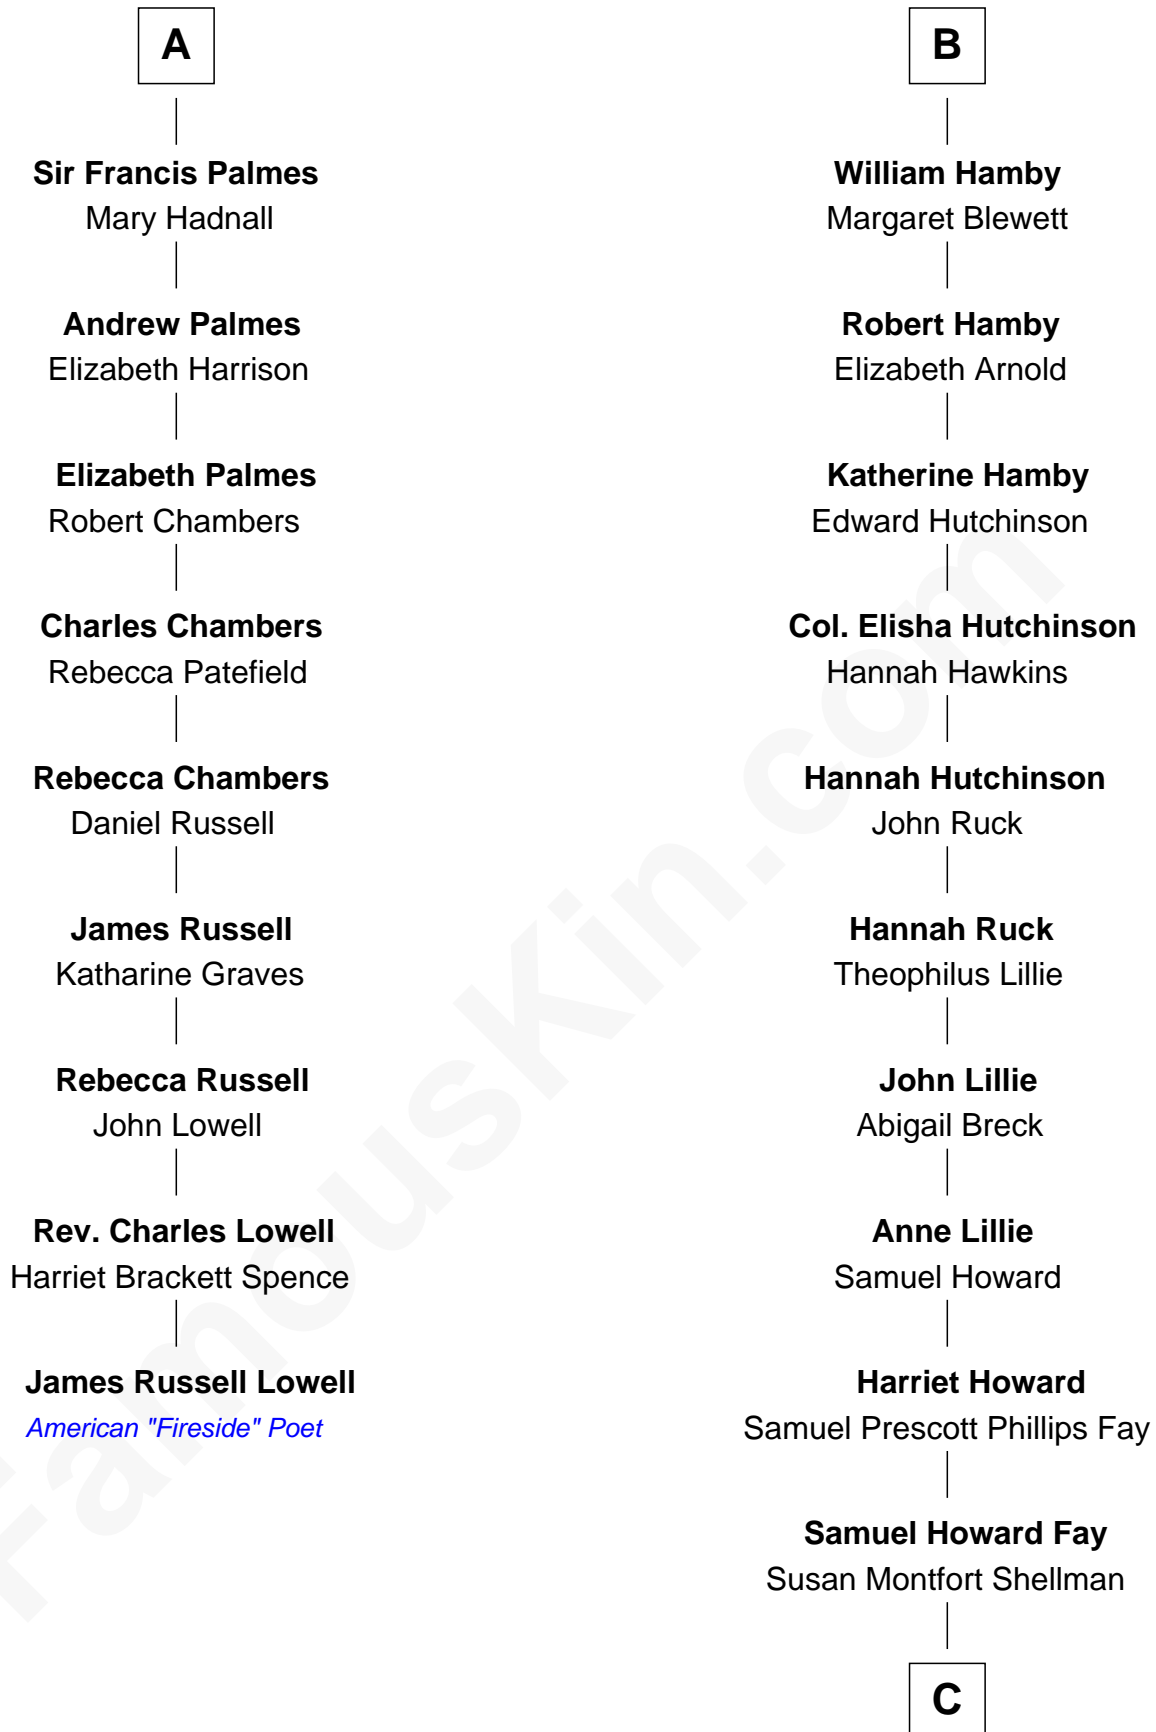 A
Sir Francis Palmes
Mary Hadnall
Andrew Palmes
Elizabeth Harrison
Elizabeth Palmes
Robert Chambers
Charles Chambers
Rebecca Patefield
Rebecca Chambers
Daniel Russell
James Russell
Katharine Graves
Rebecca Russell
John Lowell
Rev. Charles Lowell
Harriet Brackett Spence
James Russell Lowell
American "Fireside" Poet
B
William Hamby
Margaret Blewett
Robert Hamby
Elizabeth Arnold
Katherine Hamby
Edward Hutchinson
Col. Elisha Hutchinson
Hannah Hawkins
Hannah Hutchinson
John Ruck
Hannah Ruck
Theophilus Lillie
John Lillie
Abigail Breck
Anne Lillie
Samuel Howard
Harriet Howard
Samuel Prescott Phillips Fay
Samuel Howard Fay
Susan Montfort Shellman
C
FamousKin.com